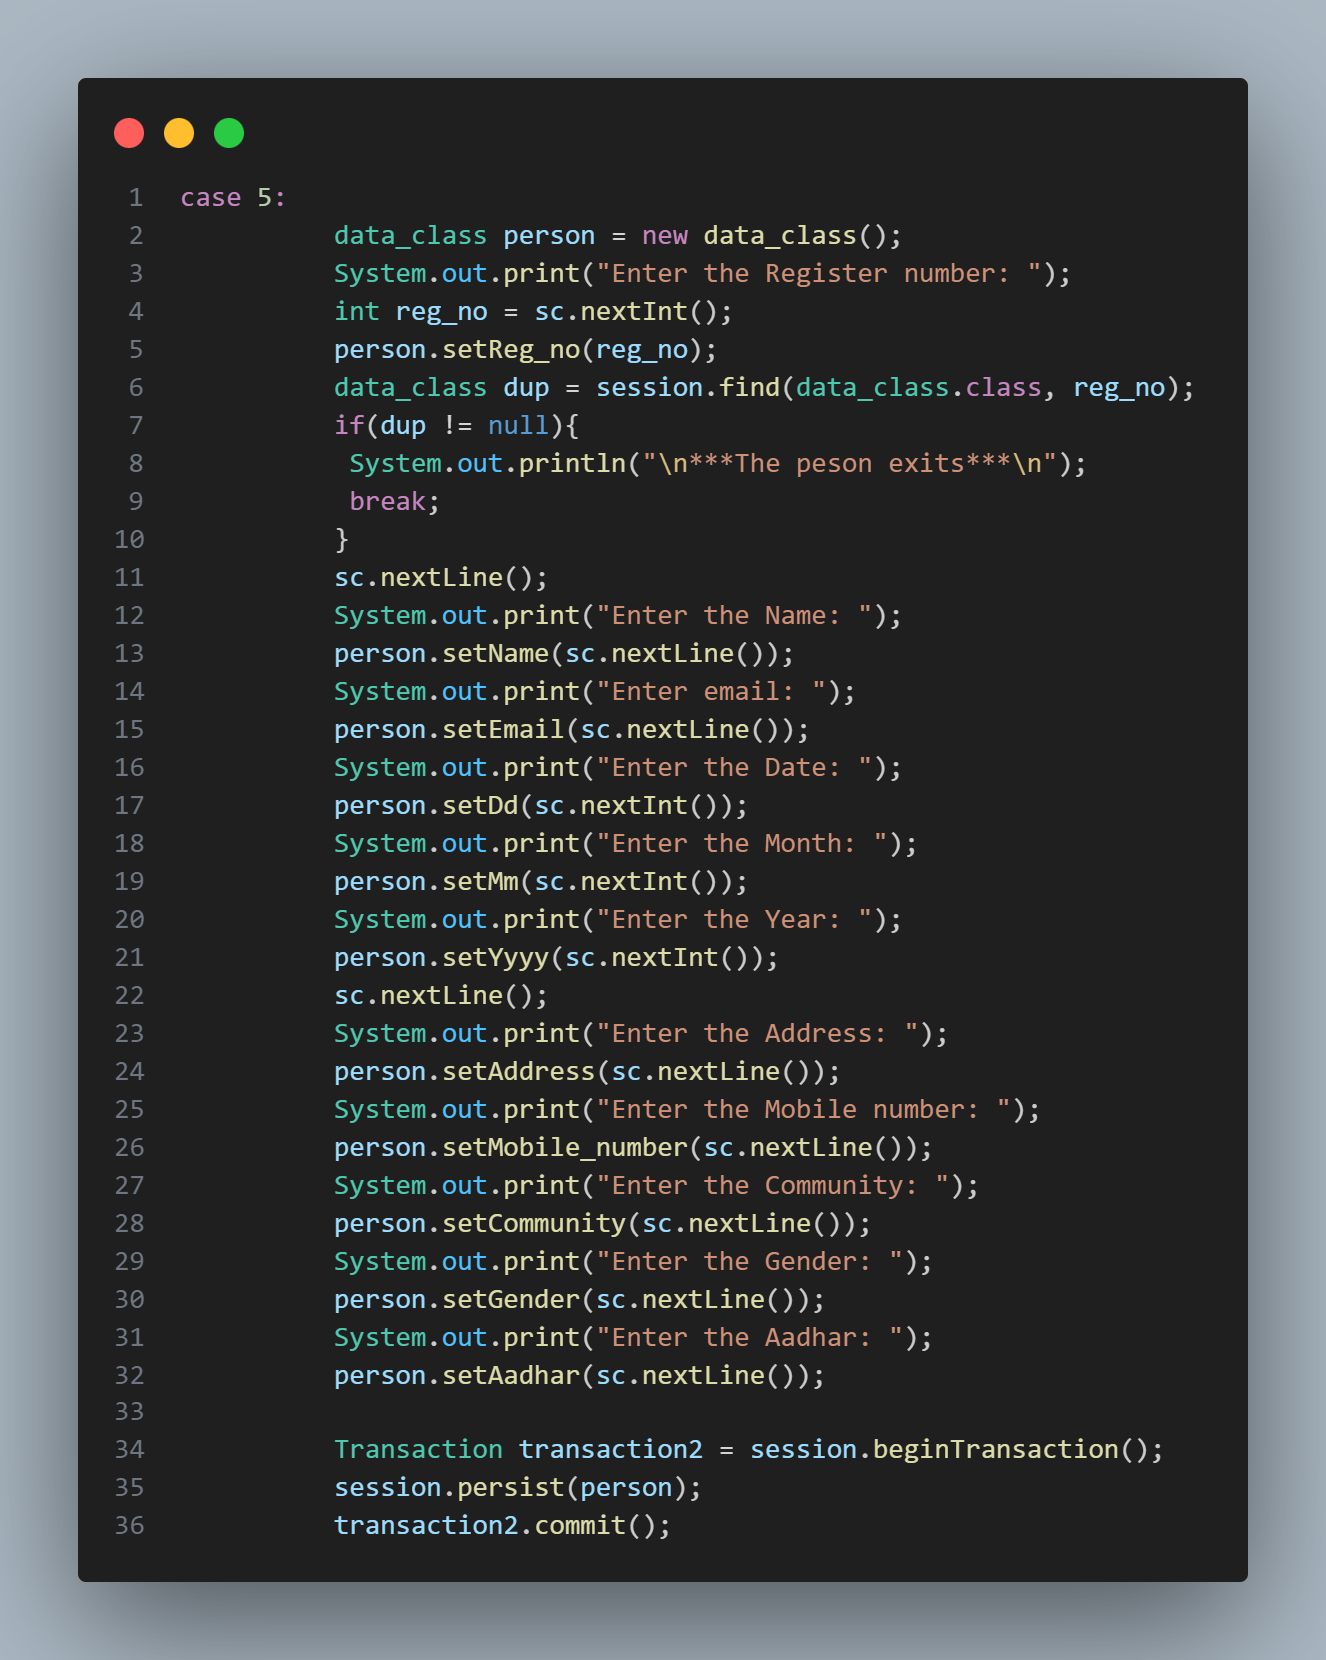 1 case 5:
2 data_class person = new data_class();
3 System.out.print("Enter the Register number: ");
4 int reg_no = sc.nextInt();
5 person.setReg_no(reg_no);
6 data_class dup = session.find(data_class.class, reg_no);
7 if(dup != null){
8 System.out.println("\n***The peson exits***\n");
9 break;
10 }
11 sc.nextLine();
12 System.out.print("Enter the Name: ");
13 person.setName(sc.nextLine());
14 System.out.print("Enter email: ");
15 person.setEmail(sc.nextLine());
16 System.out.print("Enter the Date: ");
17 person.setDd(sc.nextInt());
18 System.out.print("Enter the Month: ");
19 person.setMm(sc.nextInt());
20 System.out.print("Enter the Year: ");
21 person.setYyyy(sc.nextInt());
22 sc.nextLine();
23 System.out.print("Enter the Address: ");
24 person.setAddress(sc.nextLine());
25 System.out.print("Enter the Mobile number: ");
26 person.setMobile_number(sc.nextLine());
27 System.out.print("Enter the Community: ");
28 person.setCommunity(sc.nextLine());
29 System.out.print("Enter the Gender: ");
30 person.setGender(sc.nextLine());
31 System.out.print("Enter the Aadhar: ");
32 person.setAadhar(sc.nextLine());
33
34 Transaction transaction2 = session.beginTransaction();
35 session.persist(person);
36 transaction2.commit();